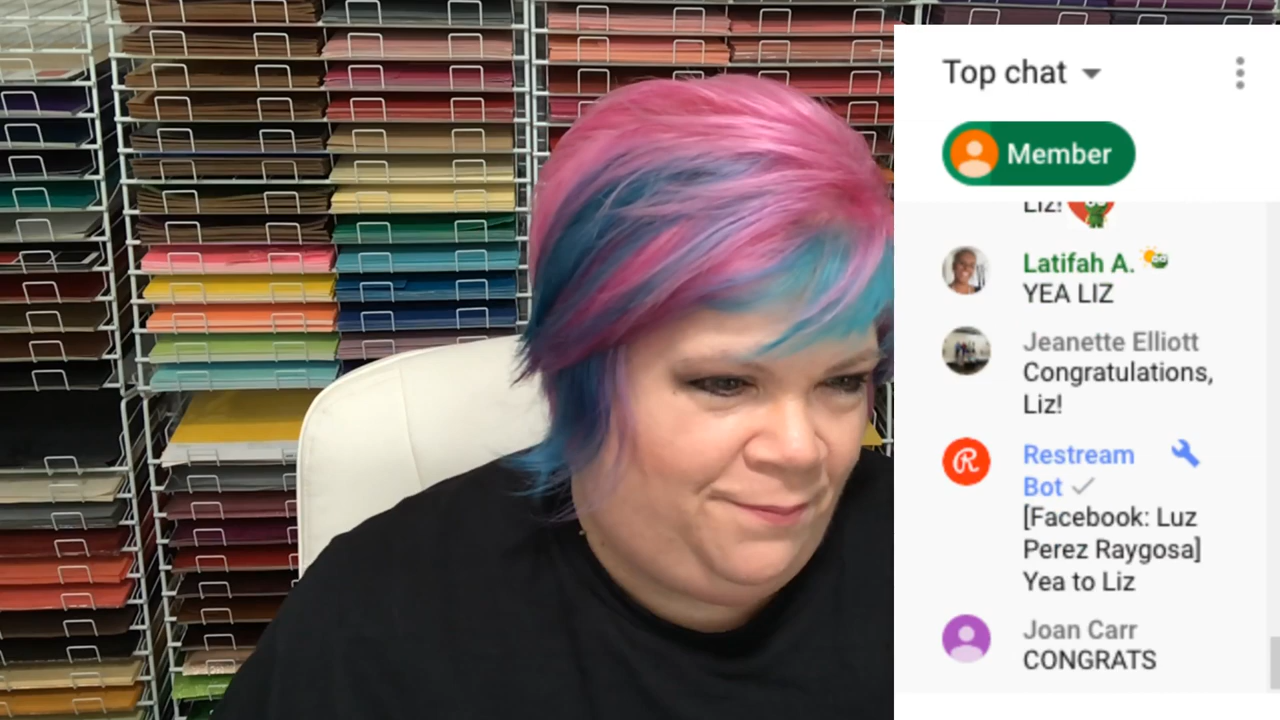 Top chat
Member
LIZ!
Latifah A.
YEA LIZ
Jeanette Elliott
Congratulations,
Liz!
Restream
Bot
[Facebook: Luz
Perez Raygosa]
Yea to Liz
Joan Carr
CONGRATS